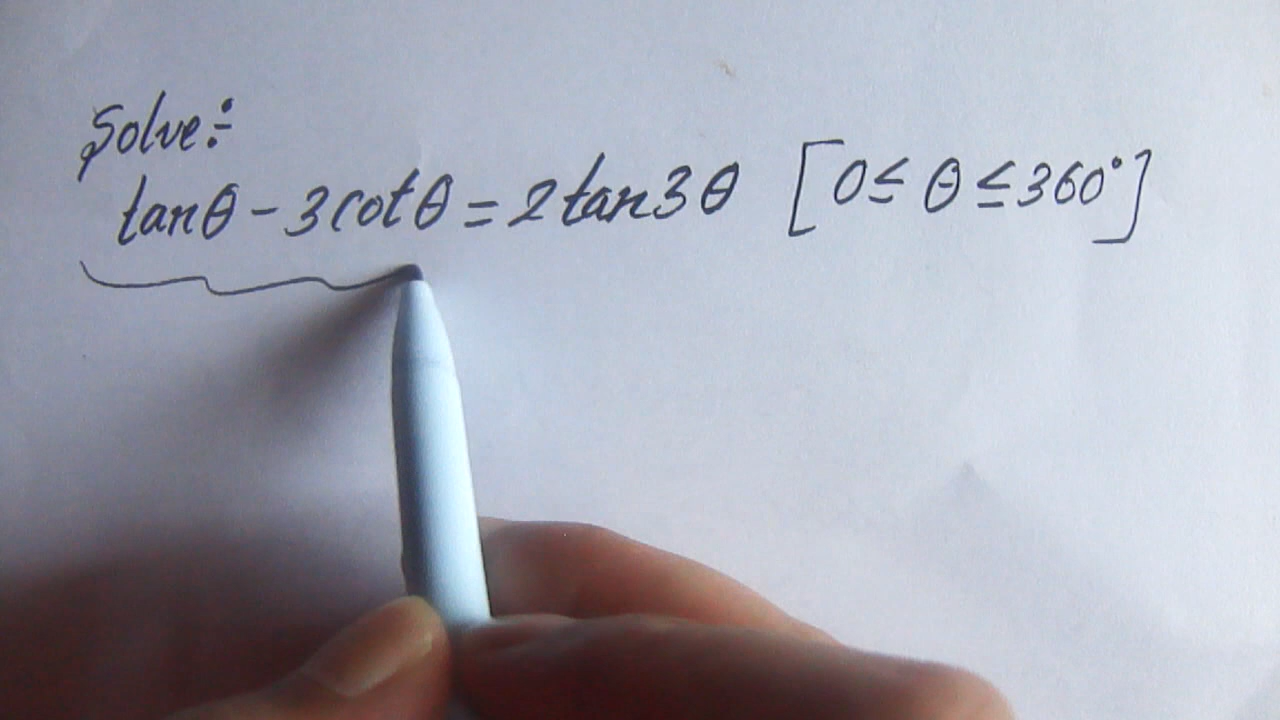 Solve:-
tanθ - 3cotθ = 2tan3θ [0≤ θ ≤360°]